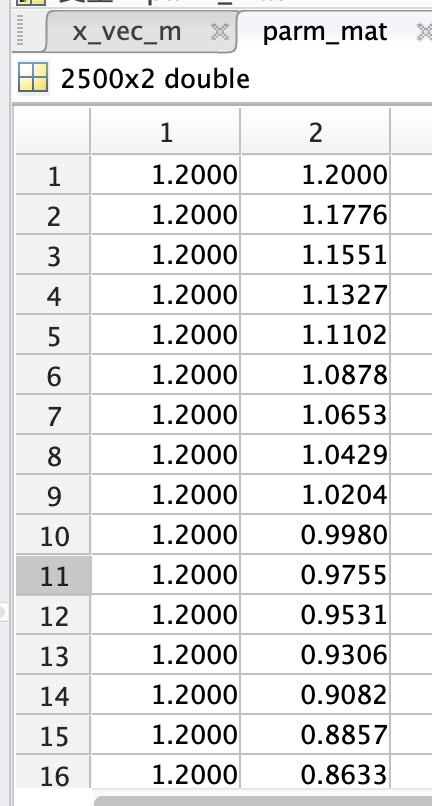 x_vec_m parm_mat
2500x2 double
1 2
1 1.2000 1.2000
2 1.2000 1.1776
3 1.2000 1.1551
4 1.2000 1.1327
5 1.2000 1.1102
6 1.2000 1.0878
7 1.2000 1.0653
8 1.2000 1.0429
9 1.2000 1.0204
10 1.2000 0.9980
11 1.2000 0.9755
12 1.2000 0.9531
13 1.2000 0.9306
14 1.2000 0.9082
15 1.2000 0.8857
16 1.2000 0.8633